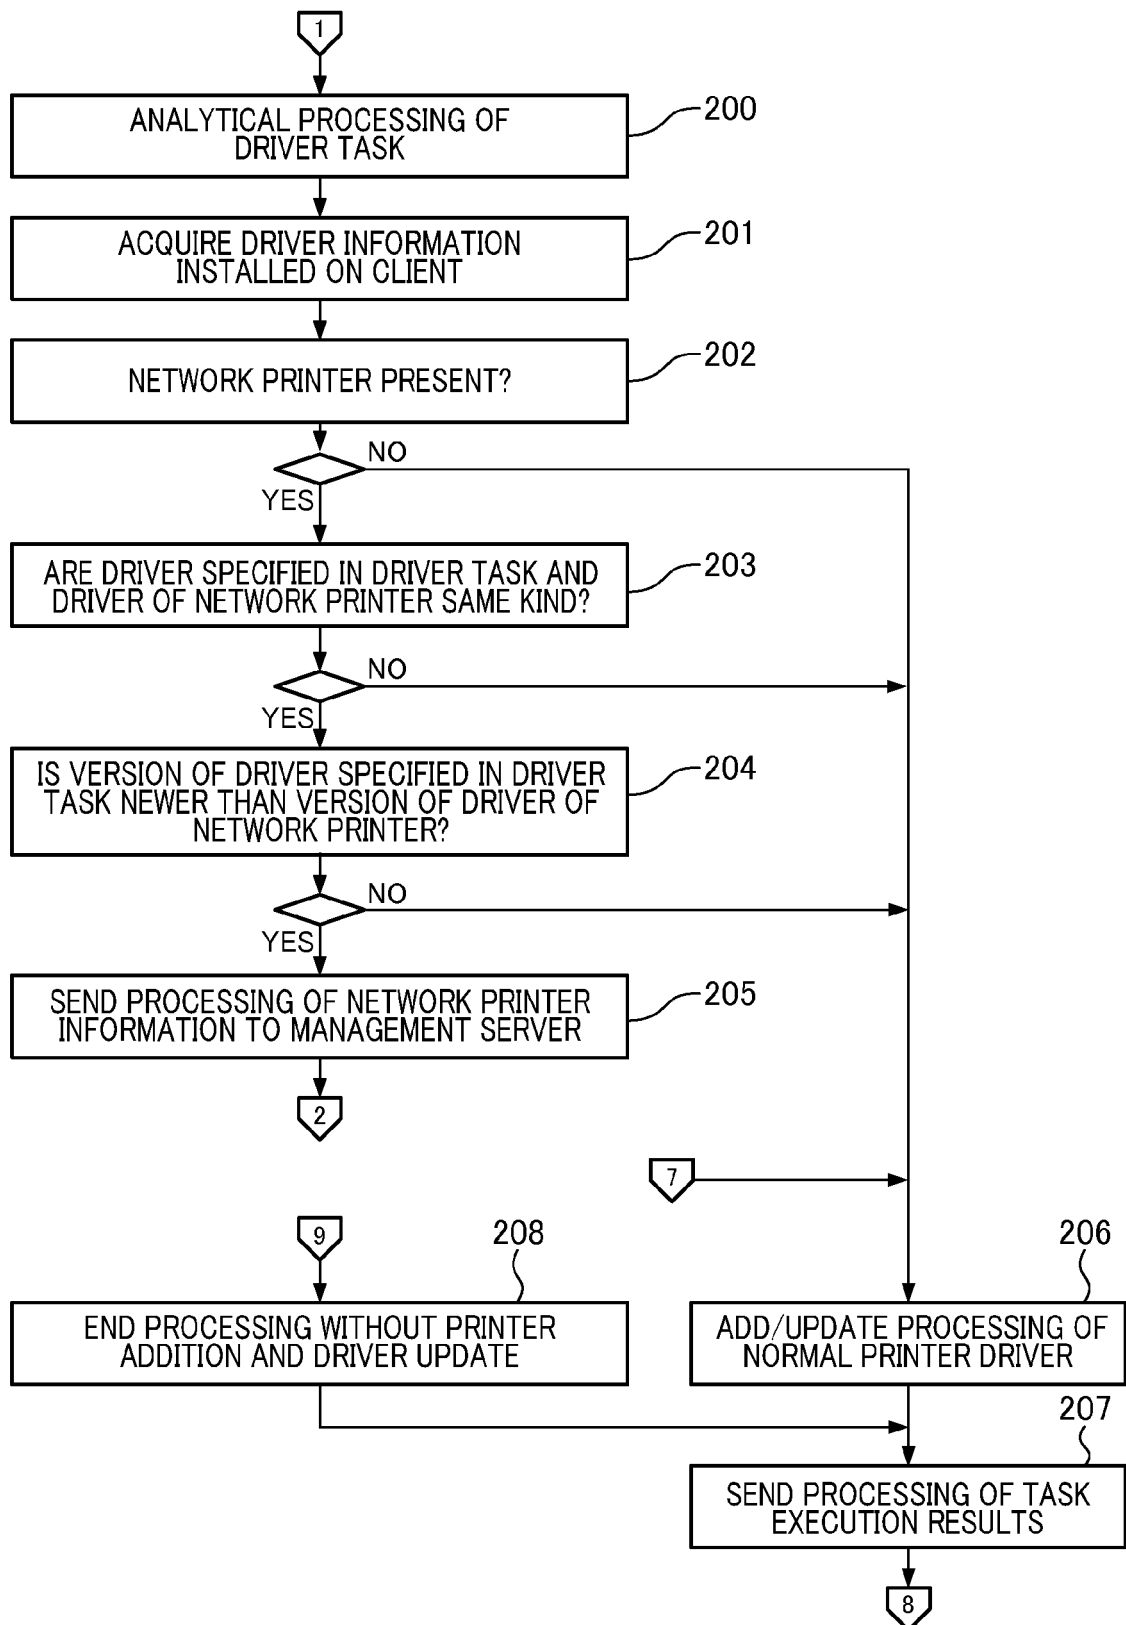 1
ANALYTICAL PROCESSING OF
DRIVER TASK
200
ACQUIRE DRIVER INFORMATION
INSTALLED ON CLIENT
201
NETWORK PRINTER PRESENT?
202
NO
YES
ARE DRIVER SPECIFIED IN DRIVER TASK AND
DRIVER OF NETWORK PRINTER SAME KIND?
203
NO
YES
IS VERSION OF DRIVER SPECIFIED IN DRIVER
TASK NEWER THAN VERSION OF DRIVER OF
NETWORK PRINTER?
204
NO
YES
SEND PROCESSING OF NETWORK PRINTER
INFORMATION TO MANAGEMENT SERVER
205
2
7
9
208
206
END PROCESSING WITHOUT PRINTER
ADDITION AND DRIVER UPDATE
ADD/UPDATE PROCESSING OF
NORMAL PRINTER DRIVER
207
SEND PROCESSING OF TASK
EXECUTION RESULTS
8